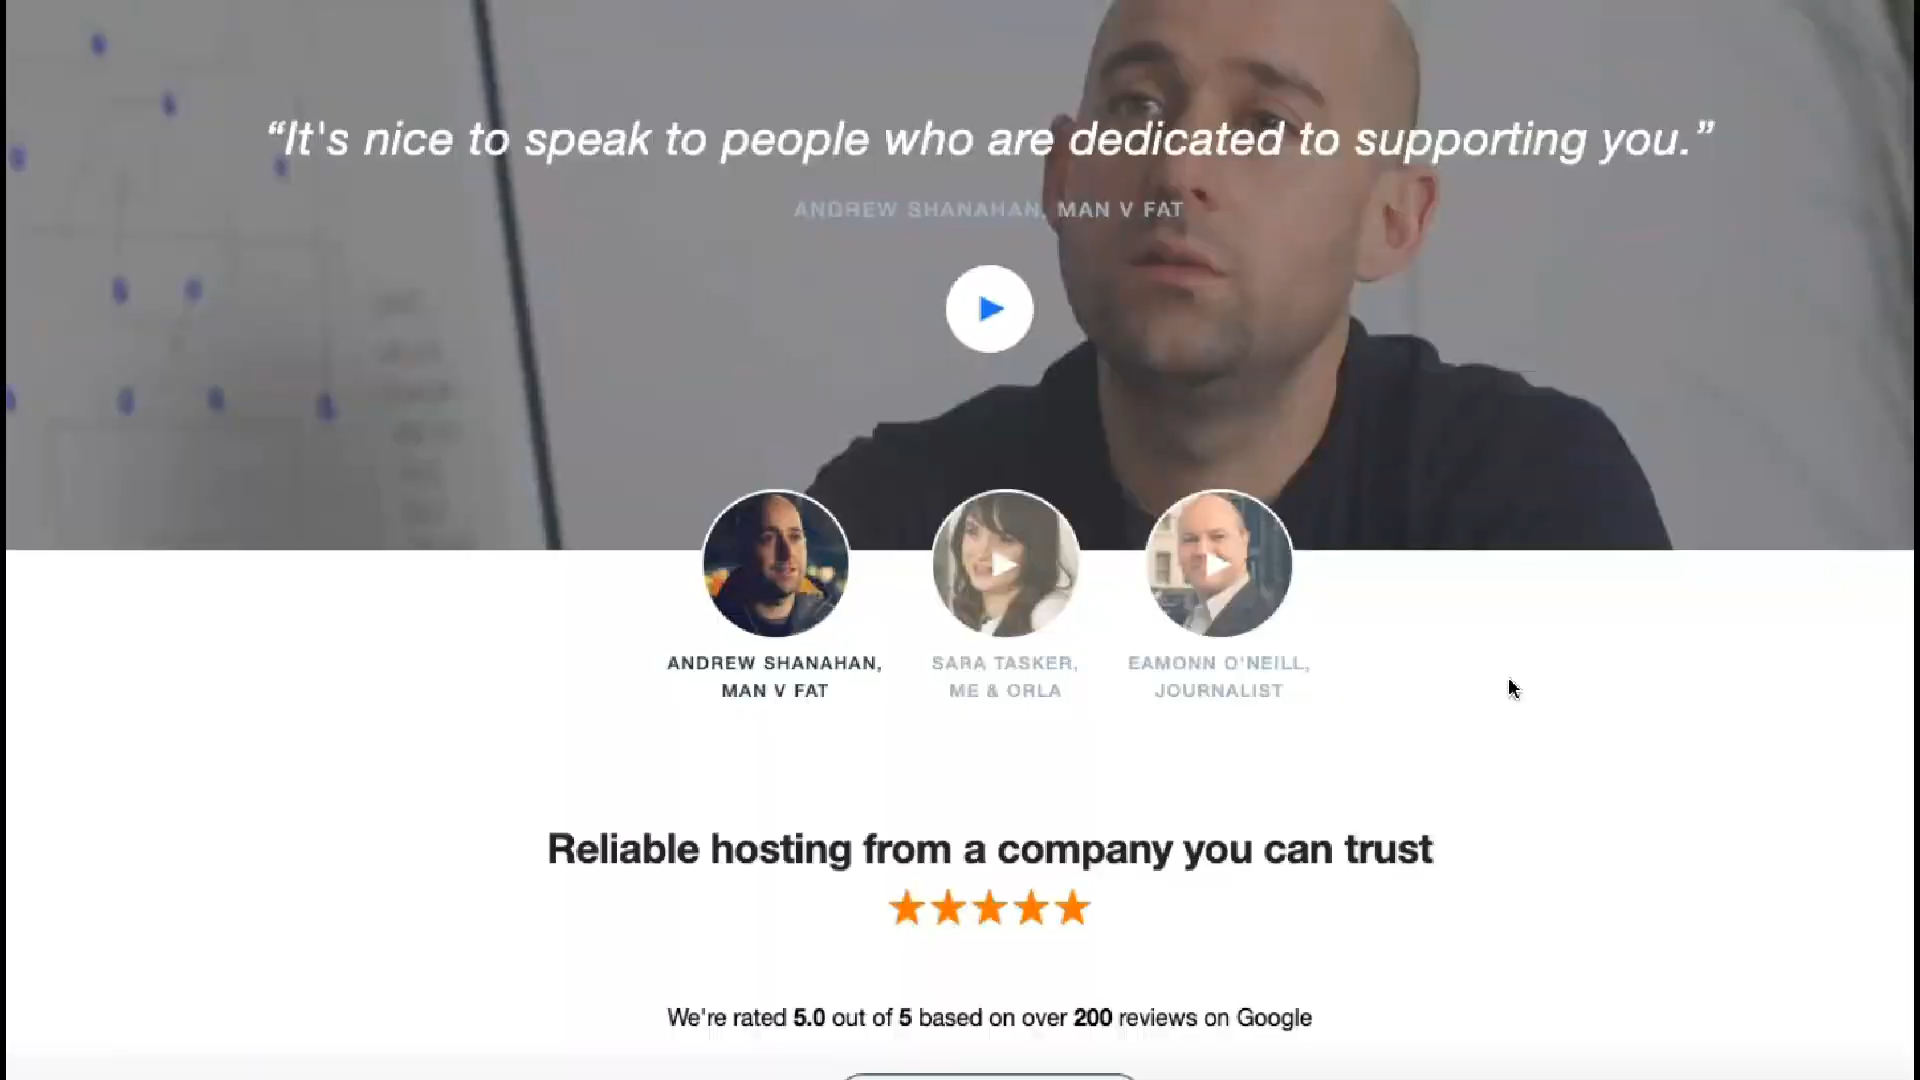 “It's nice to speak to people who are dedicated to supporting you.”
ANDREW SHANAHAN, MAN V FAT
ANDREW SHANAHAN,
MAN V FAT
SARA TASKER,
ME & ORLA
EAMONN O'NEILL,
JOURNALIST
Reliable hosting from a company you can trust
We're rated 5.0 out of 5 based on over 200 reviews on Google